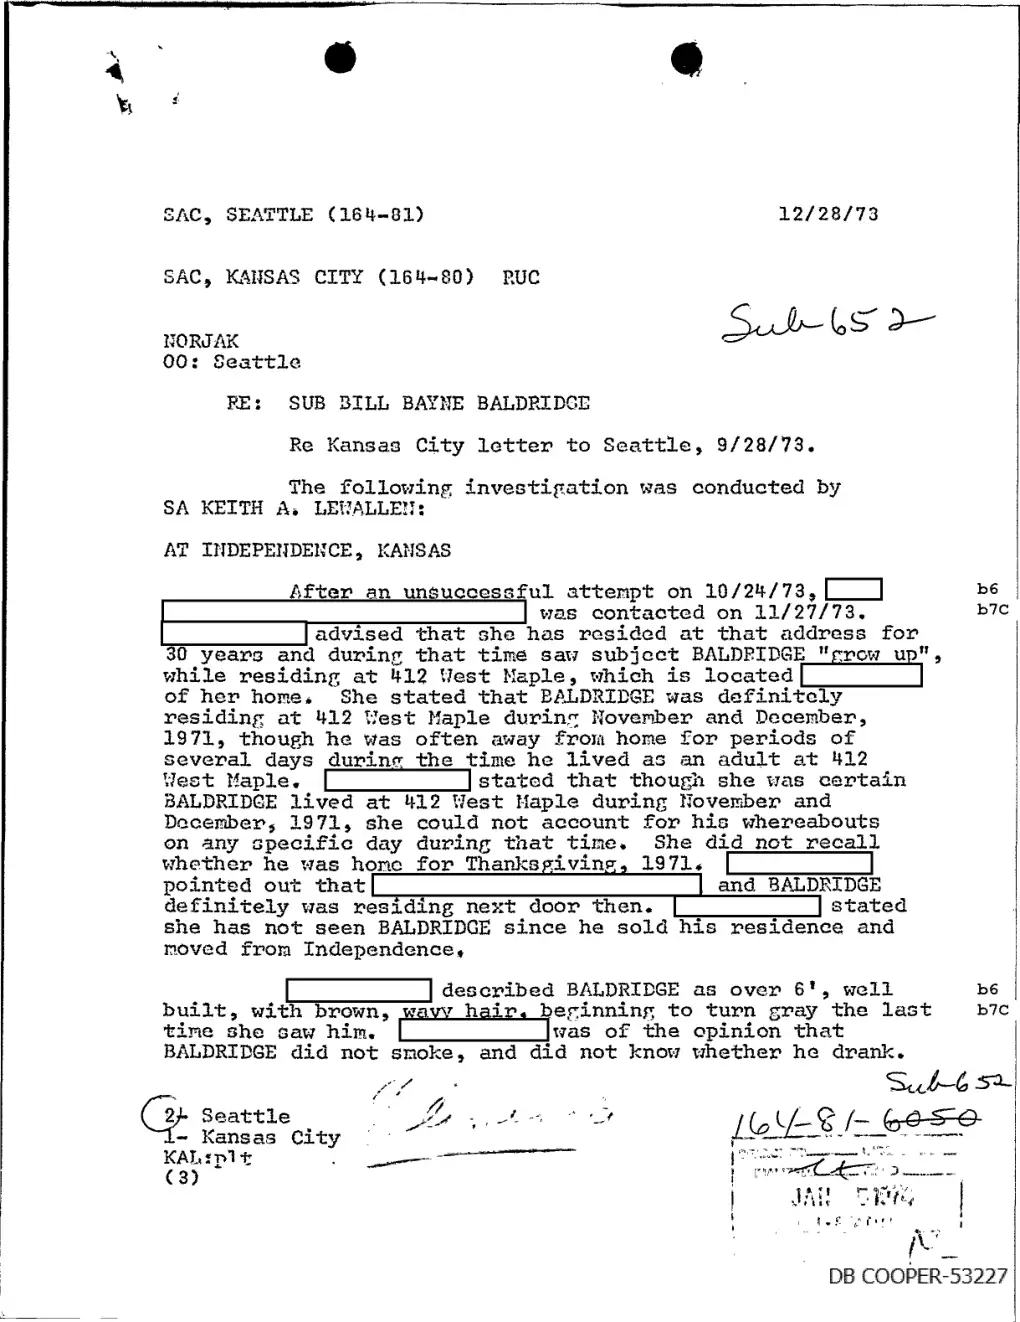 SAC, SEATTLE (164-81) 12/28/73
SAC, KANSAS CITY (164-80) RUC
Sub 652
NORJAK
OO: Seattle
RE: SUB BILL BAYNE BALDRIDGE
Re Kansas City letter to Seattle, 9/28/73.
The following investigation was conducted by
SA KEITH A. LEWALLEN:
AT INDEPENDENCE, KANSAS
After an unsuccessful attempt on 10/24/73, b6
was contacted on 11/27/73. b7C
advised that she has resided at that address for
30 years and during that time saw subject BALDRIDGE "grow up",
while residing at 412 West Maple, which is located
of her home. She stated that BALDRIDGE was definitely
residing at 412 West Maple during November and December,
1971, though he was often away from home for periods of
several days during the time he lived as an adult at 412
West Maple. stated that though she was certain
BALDRIDGE lived at 412 West Maple during November and
December, 1971, she could not account for his whereabouts
on any specific day during that time. She did not recall
whether he was home for Thanksgiving, 1971.
pointed out that and BALDRIDGE
definitely was residing next door then. stated
she has not seen BALDRIDGE since he sold his residence and
moved from Independence.
described BALDRIDGE as over 6', well b6
built, with brown, wavy hair, beginning to turn gray the last b7C
time she saw him. was of the opinion that
BALDRIDGE did not smoke, and did not know whether he drank.
Sub 652
2- Seattle
164-81-6050
1- Kansas City
KAL:plt
(3)
JAN 5 1974
DB COOPER-53227